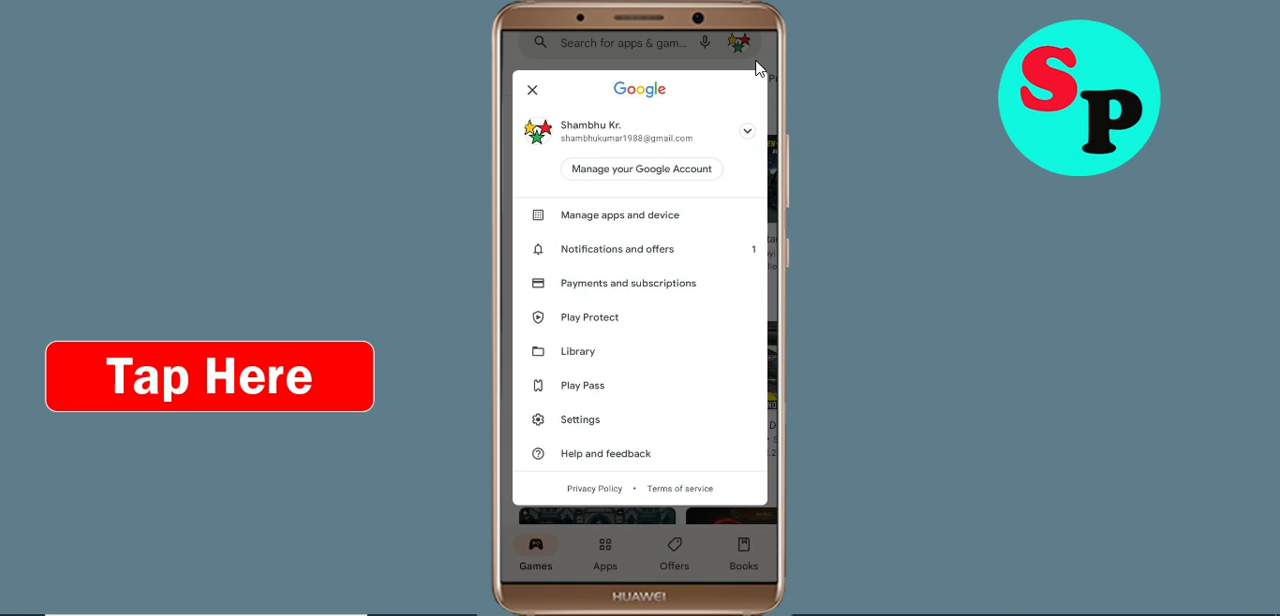 Search for apps & gam...
Google
Shambhu Kr.
shambhukumar1988@gmail.com
Manage your Google Account
Manage apps and device
Notifications and offers 1
Payments and subscriptions
Play Protect
Library
Play Pass
Settings
Help and feedback
Privacy Policy • Terms of service
Games Apps Offers Books
HUAWEI
Tap Here
SP